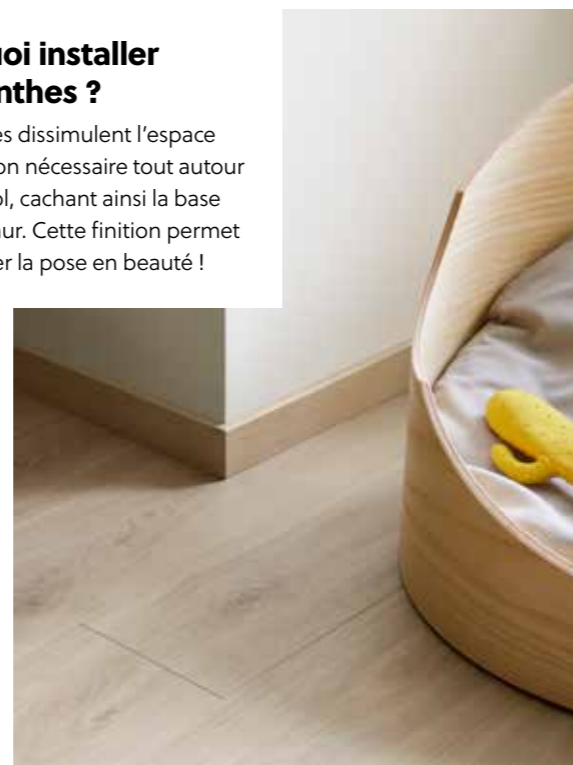 oi installer
nthes ?
es dissimulent l'espace
on nécessaire tout autour
ol, cachant ainsi la base
ur. Cette finition permet
er la pose en beauté !